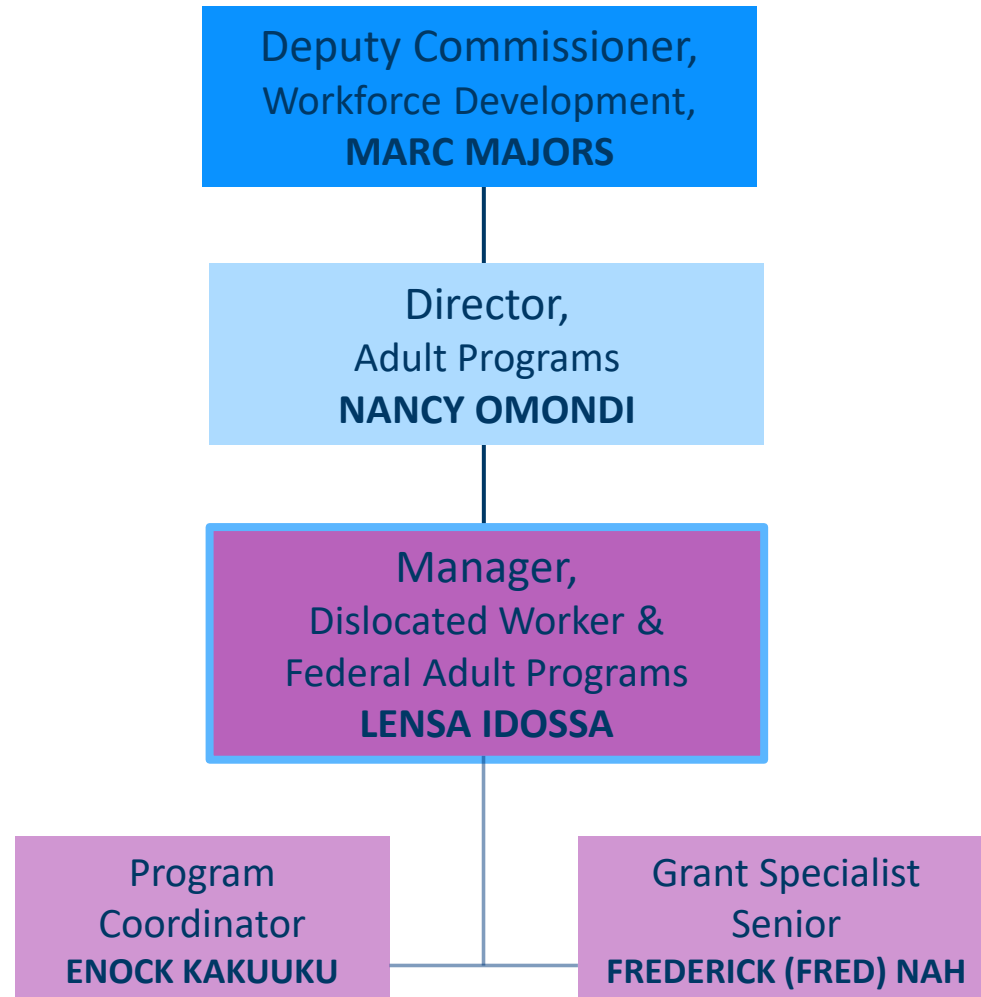 Deputy Commissioner,
Workforce Development,
MARC MAJORS
Director,
Adult Programs
NANCY OMONDI
Manager,
Dislocated Worker &
Federal Adult Programs
LENSA IDOSSA
Program
Coordinator
ENOCK KAKUUKU
Grant Specialist
Senior
FREDERICK (FRED) NAH